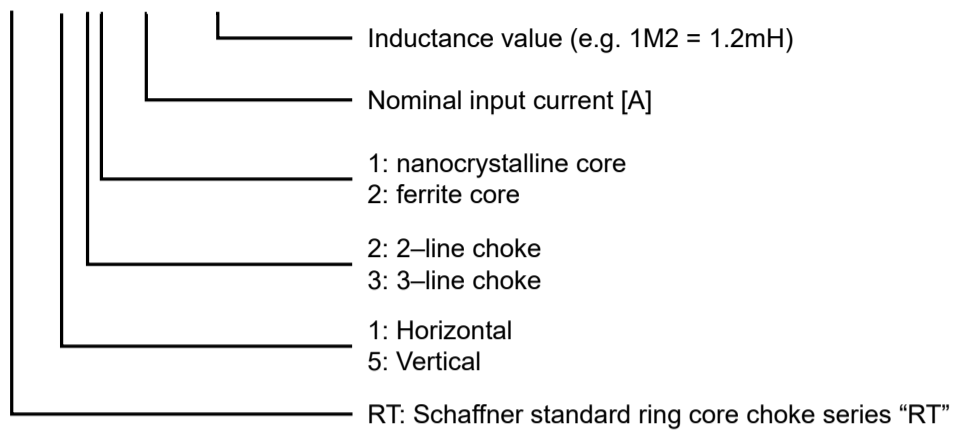 Inductance value (e.g. 1M2 = 1.2mH)
Nominal input current [A]
1: nanocrystalline core
2: ferrite core
2: 2–line choke
3: 3–line choke
1: Horizontal
5: Vertical
RT: Schaffner standard ring core choke series “RT”